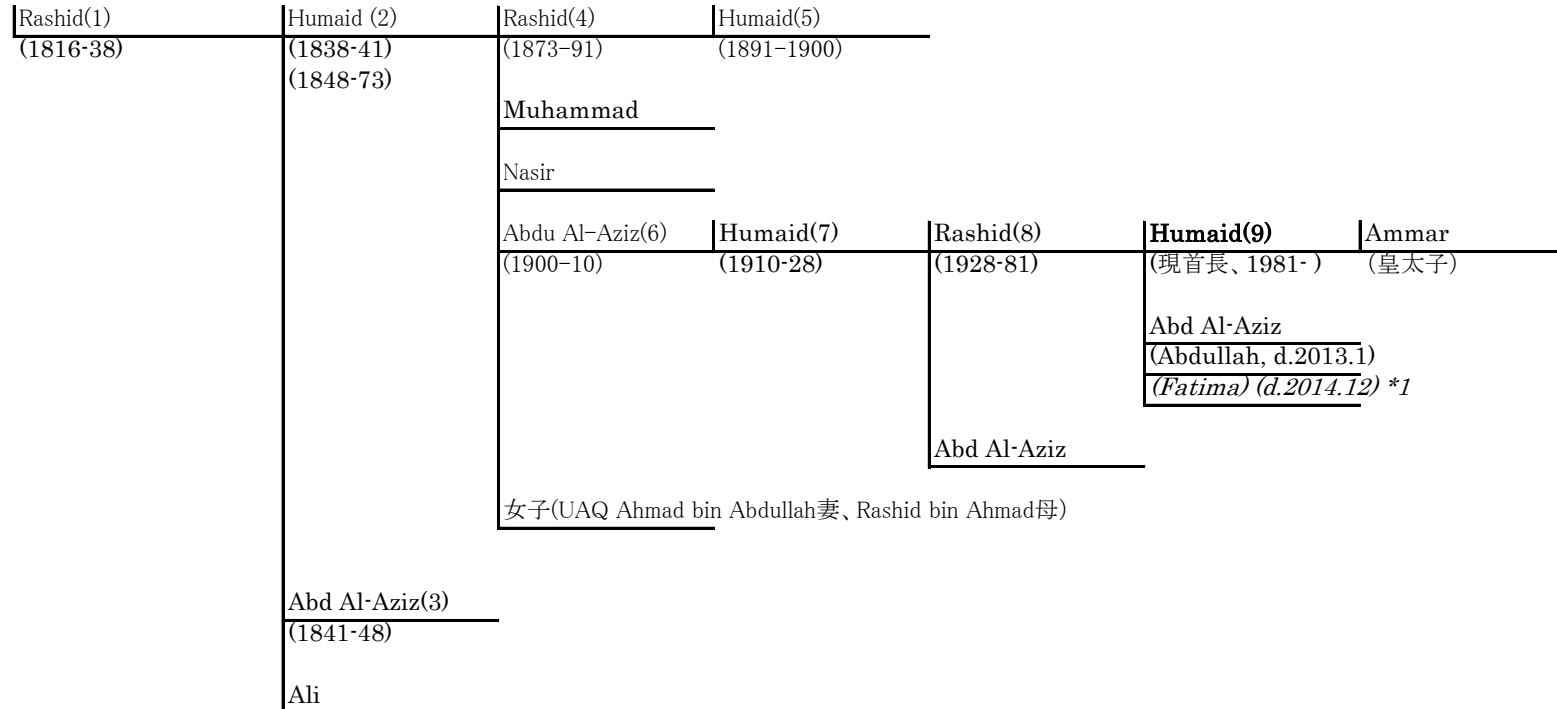 Rashid(1) Humaid (2) Rashid(4) Humaid(5)
(1816-38) (1838-41) (1873-91) (1891-1900)
(1848-73)
Muhammad
Nasir
Abdu Al-Aziz(6) Humaid(7) Rashid(8) Humaid(9) Ammar
(1900-10) (1910-28) (1928-81) (現首長、1981- ) (皇太子)
Abd Al-Aziz
(Abdullah, d.2013.1)
(Fatima) (d.2014.12) *1
Abd Al-Aziz
女子(UAQ Ahmad bin Abdullah妻、Rashid bin Ahmad母)
Abd Al-Aziz(3)
(1841-48)
Ali